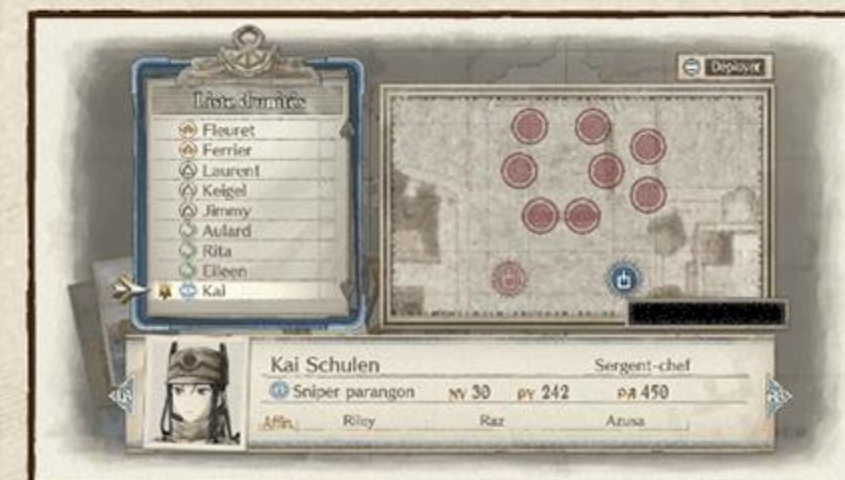 Déployer
Liste d'unités
Fleuret
Ferrier
Laurent
Keigel
Jimmy
Aulard
Rita
Eileen
Kai
Kai Schulen Sergent-chef
Sniper parangon NV 30 PV 242 PA 450
Affin. Riley Raz Azusa